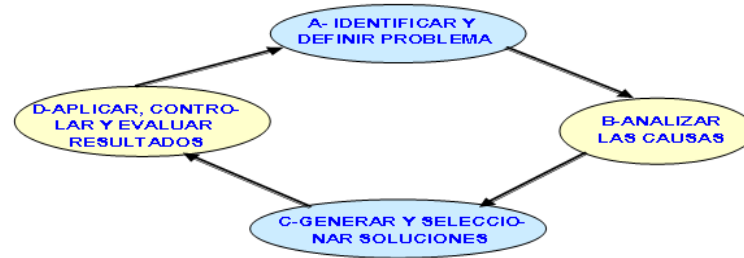 A- IDENTIFICAR Y
DEFINIR PROBLEMA
B-ANALIZAR
LAS CAUSAS
C-GENERAR Y SELECCIO-
NAR SOLUCIONES
D-APLICAR, CONTRO-
LAR Y EVALUAR
RESULTADOS